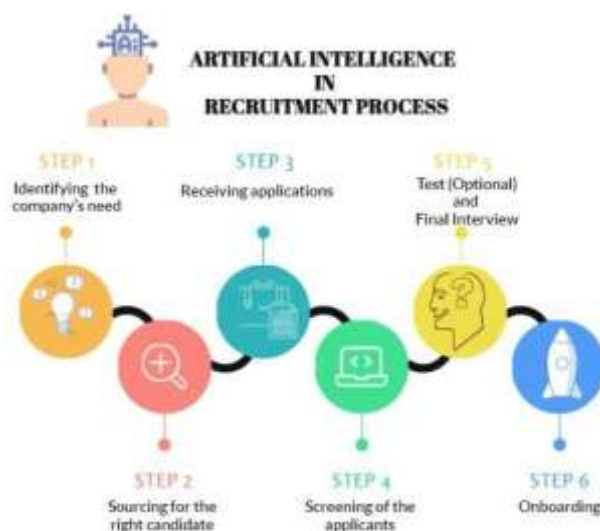 Ai
ARTIFICIAL INTELLIGENCE
IN
RECRUITMENT PROCESS
STEP 1
Identifying the
company's need
STEP 2
Sourcing for the
right candidate
STEP 3
Receiving applications
STEP 4
Screening of the
applicants
STEP 5
Test (Optional)
and
Final Interview
STEP 6
Onboarding